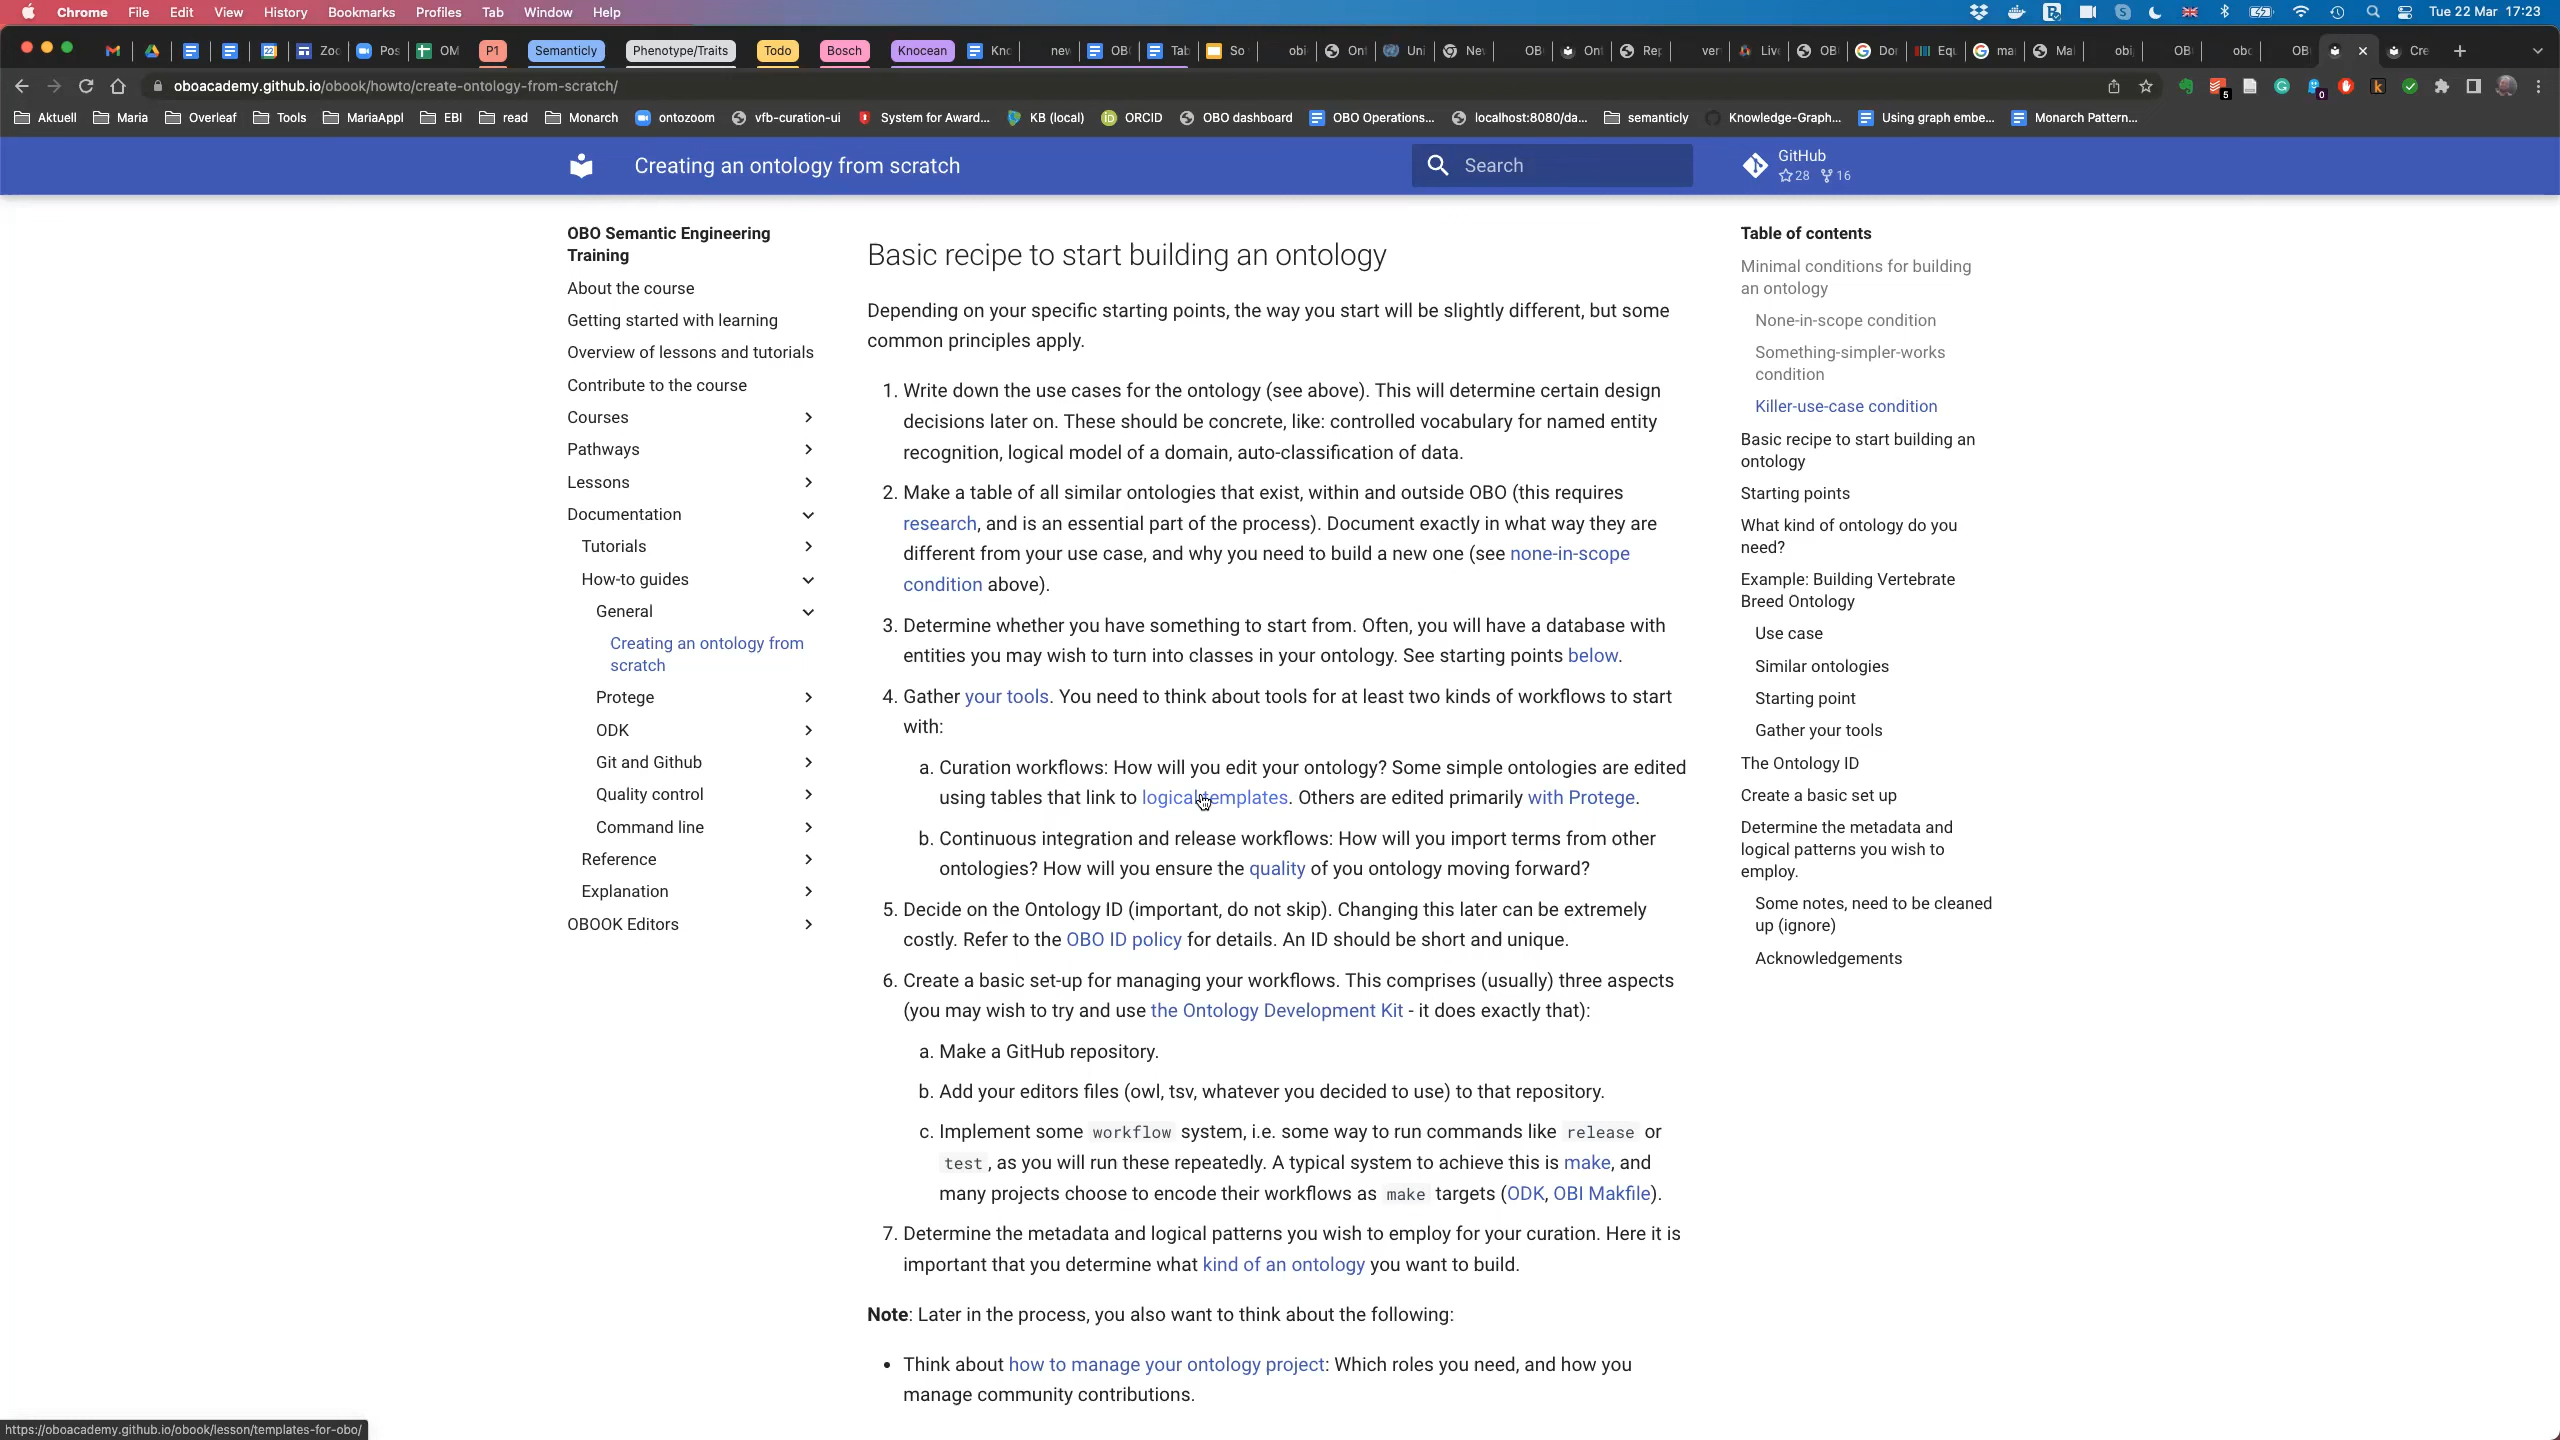 Chrome File Edit View History Bookmarks Profiles Tab Window Help Tue 22 Mar 17:23
Zoc Pos OM P1 Semanticly Phenotype/Traits Todo Bosch Knocean Knc nev OB Tab So obi Ont Uni Nev OB Ont Rep ver Live OB Dor Equ ma Mal obi OB obc OB Cre
oboacademy.github.io/obook/howto/create-ontology-from-scratch/ 5 0
Aktuell Maria Overleaf Tools MariaAppl EBI read Monarch ontozoom vfb-curation-ui System for Award... KB (local) ORCID OBO dashboard OBO Operations... localhost:8080/da... semanticly Knowledge-Graph... Using graph embe... Monarch Pattern...
Creating an ontology from scratch
Search
GitHub
28 16
OBO Semantic Engineering
Training
About the course
Getting started with learning
Overview of lessons and tutorials
Contribute to the course
Courses
Pathways
Lessons
Documentation
Tutorials
How-to guides
General
Creating an ontology from
scratch
Protege
ODK
Git and Github
Quality control
Command line
Reference
Explanation
OBOOK Editors
Basic recipe to start building an ontology
Depending on your specific starting points, the way you start will be slightly different, but some
common principles apply.
1. Write down the use cases for the ontology (see above). This will determine certain design
decisions later on. These should be concrete, like: controlled vocabulary for named entity
recognition, logical model of a domain, auto-classification of data.
2. Make a table of all similar ontologies that exist, within and outside OBO (this requires
research, and is an essential part of the process). Document exactly in what way they are
different from your use case, and why you need to build a new one (see none-in-scope
condition above).
3. Determine whether you have something to start from. Often, you will have a database with
entities you may wish to turn into classes in your ontology. See starting points below.
4. Gather your tools. You need to think about tools for at least two kinds of workflows to start
with:
a. Curation workflows: How will you edit your ontology? Some simple ontologies are edited
using tables that link to logical templates. Others are edited primarily with Protege.
b. Continuous integration and release workflows: How will you import terms from other
ontologies? How will you ensure the quality of you ontology moving forward?
5. Decide on the Ontology ID (important, do not skip). Changing this later can be extremely
costly. Refer to the OBO ID policy for details. An ID should be short and unique.
6. Create a basic set-up for managing your workflows. This comprises (usually) three aspects
(you may wish to try and use the Ontology Development Kit - it does exactly that):
a. Make a GitHub repository.
b. Add your editors files (owl, tsv, whatever you decided to use) to that repository.
c. Implement some workflow system, i.e. some way to run commands like release or
test, as you will run these repeatedly. A typical system to achieve this is make, and
many projects choose to encode their workflows as make targets (ODK, OBI Makfile).
7. Determine the metadata and logical patterns you wish to employ for your curation. Here it is
important that you determine what kind of an ontology you want to build.
Note: Later in the process, you also want to think about the following:
• Think about how to manage your ontology project: Which roles you need, and how you
manage community contributions.
Table of contents
Minimal conditions for building
an ontology
None-in-scope condition
Something-simpler-works
condition
Killer-use-case condition
Basic recipe to start building an
ontology
Starting points
What kind of ontology do you
need?
Example: Building Vertebrate
Breed Ontology
Use case
Similar ontologies
Starting point
Gather your tools
The Ontology ID
Create a basic set up
Determine the metadata and
logical patterns you wish to
employ.
Some notes, need to be cleaned
up (ignore)
Acknowledgements
https://oboacademy.github.io/obook/lesson/templates-for-obo/